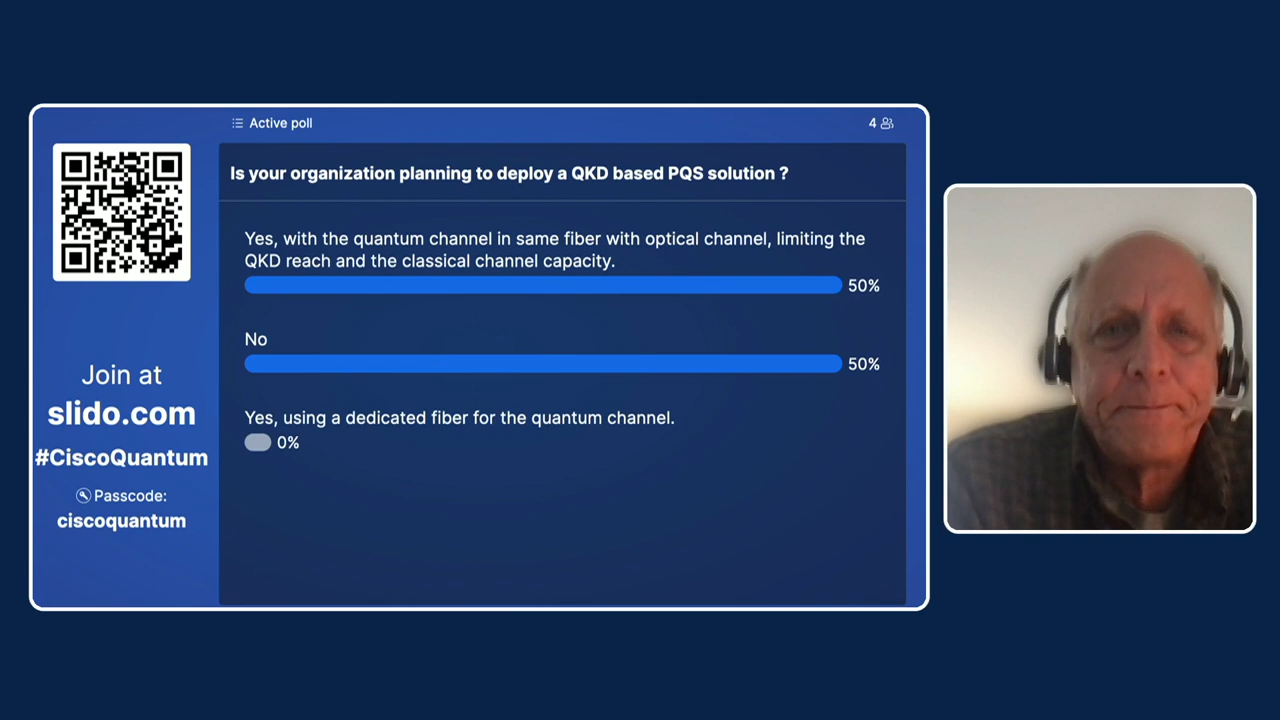 Active poll
4
Is your organization planning to deploy a QKD based PQS solution ?
Yes, with the quantum channel in same fiber with optical channel, limiting the
QKD reach and the classical channel capacity.
50%
No
50%
Yes, using a dedicated fiber for the quantum channel.
0%
Join at
slido.com
#CiscoQuantum
Passcode:
ciscoquantum